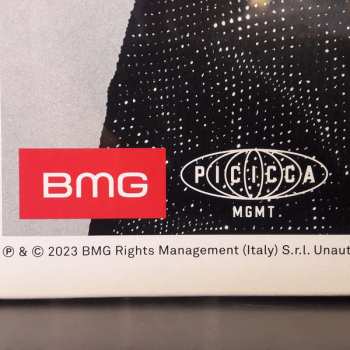 BMG
PICICCA
MGMT.
℗ & © 2023 BMG Rights Management (Italy) S.r.l. Unaut